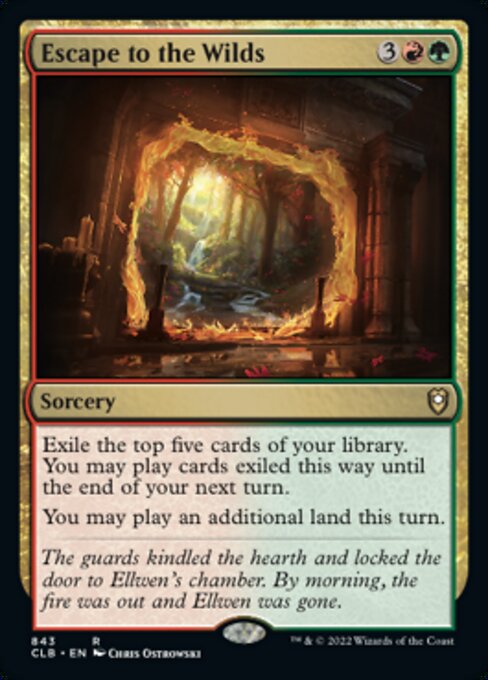 Escape to the Wilds 3
Sorcery
Exile the top five cards of your library.
You may play cards exiled this way until
the end of your next turn.
You may play an additional land this turn.
The guards kindled the hearth and locked the
door to Ellwen's chamber. By morning, the
fire was out and Ellwen was gone.
843 R
CLB • EN Chris Ostrowski
™ & © 2022 Wizards of the Coast